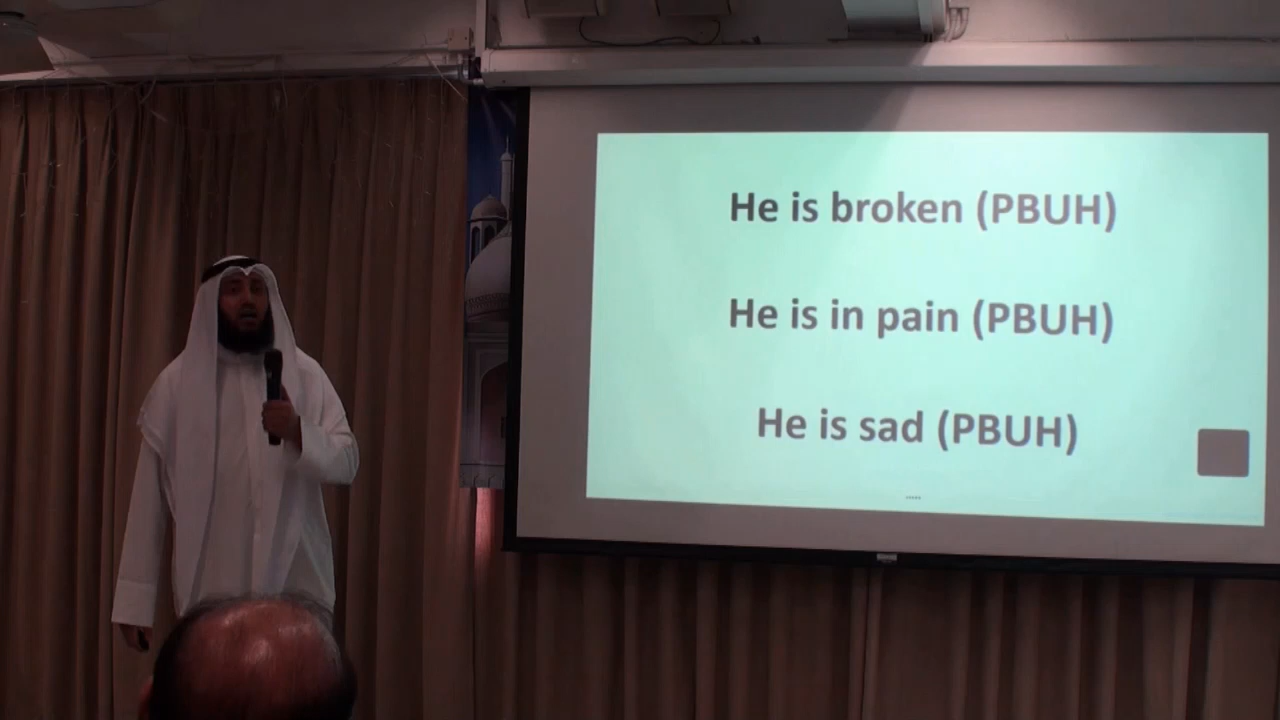 He is broken (PBUH)
He is in pain (PBUH)
He is sad (PBUH)